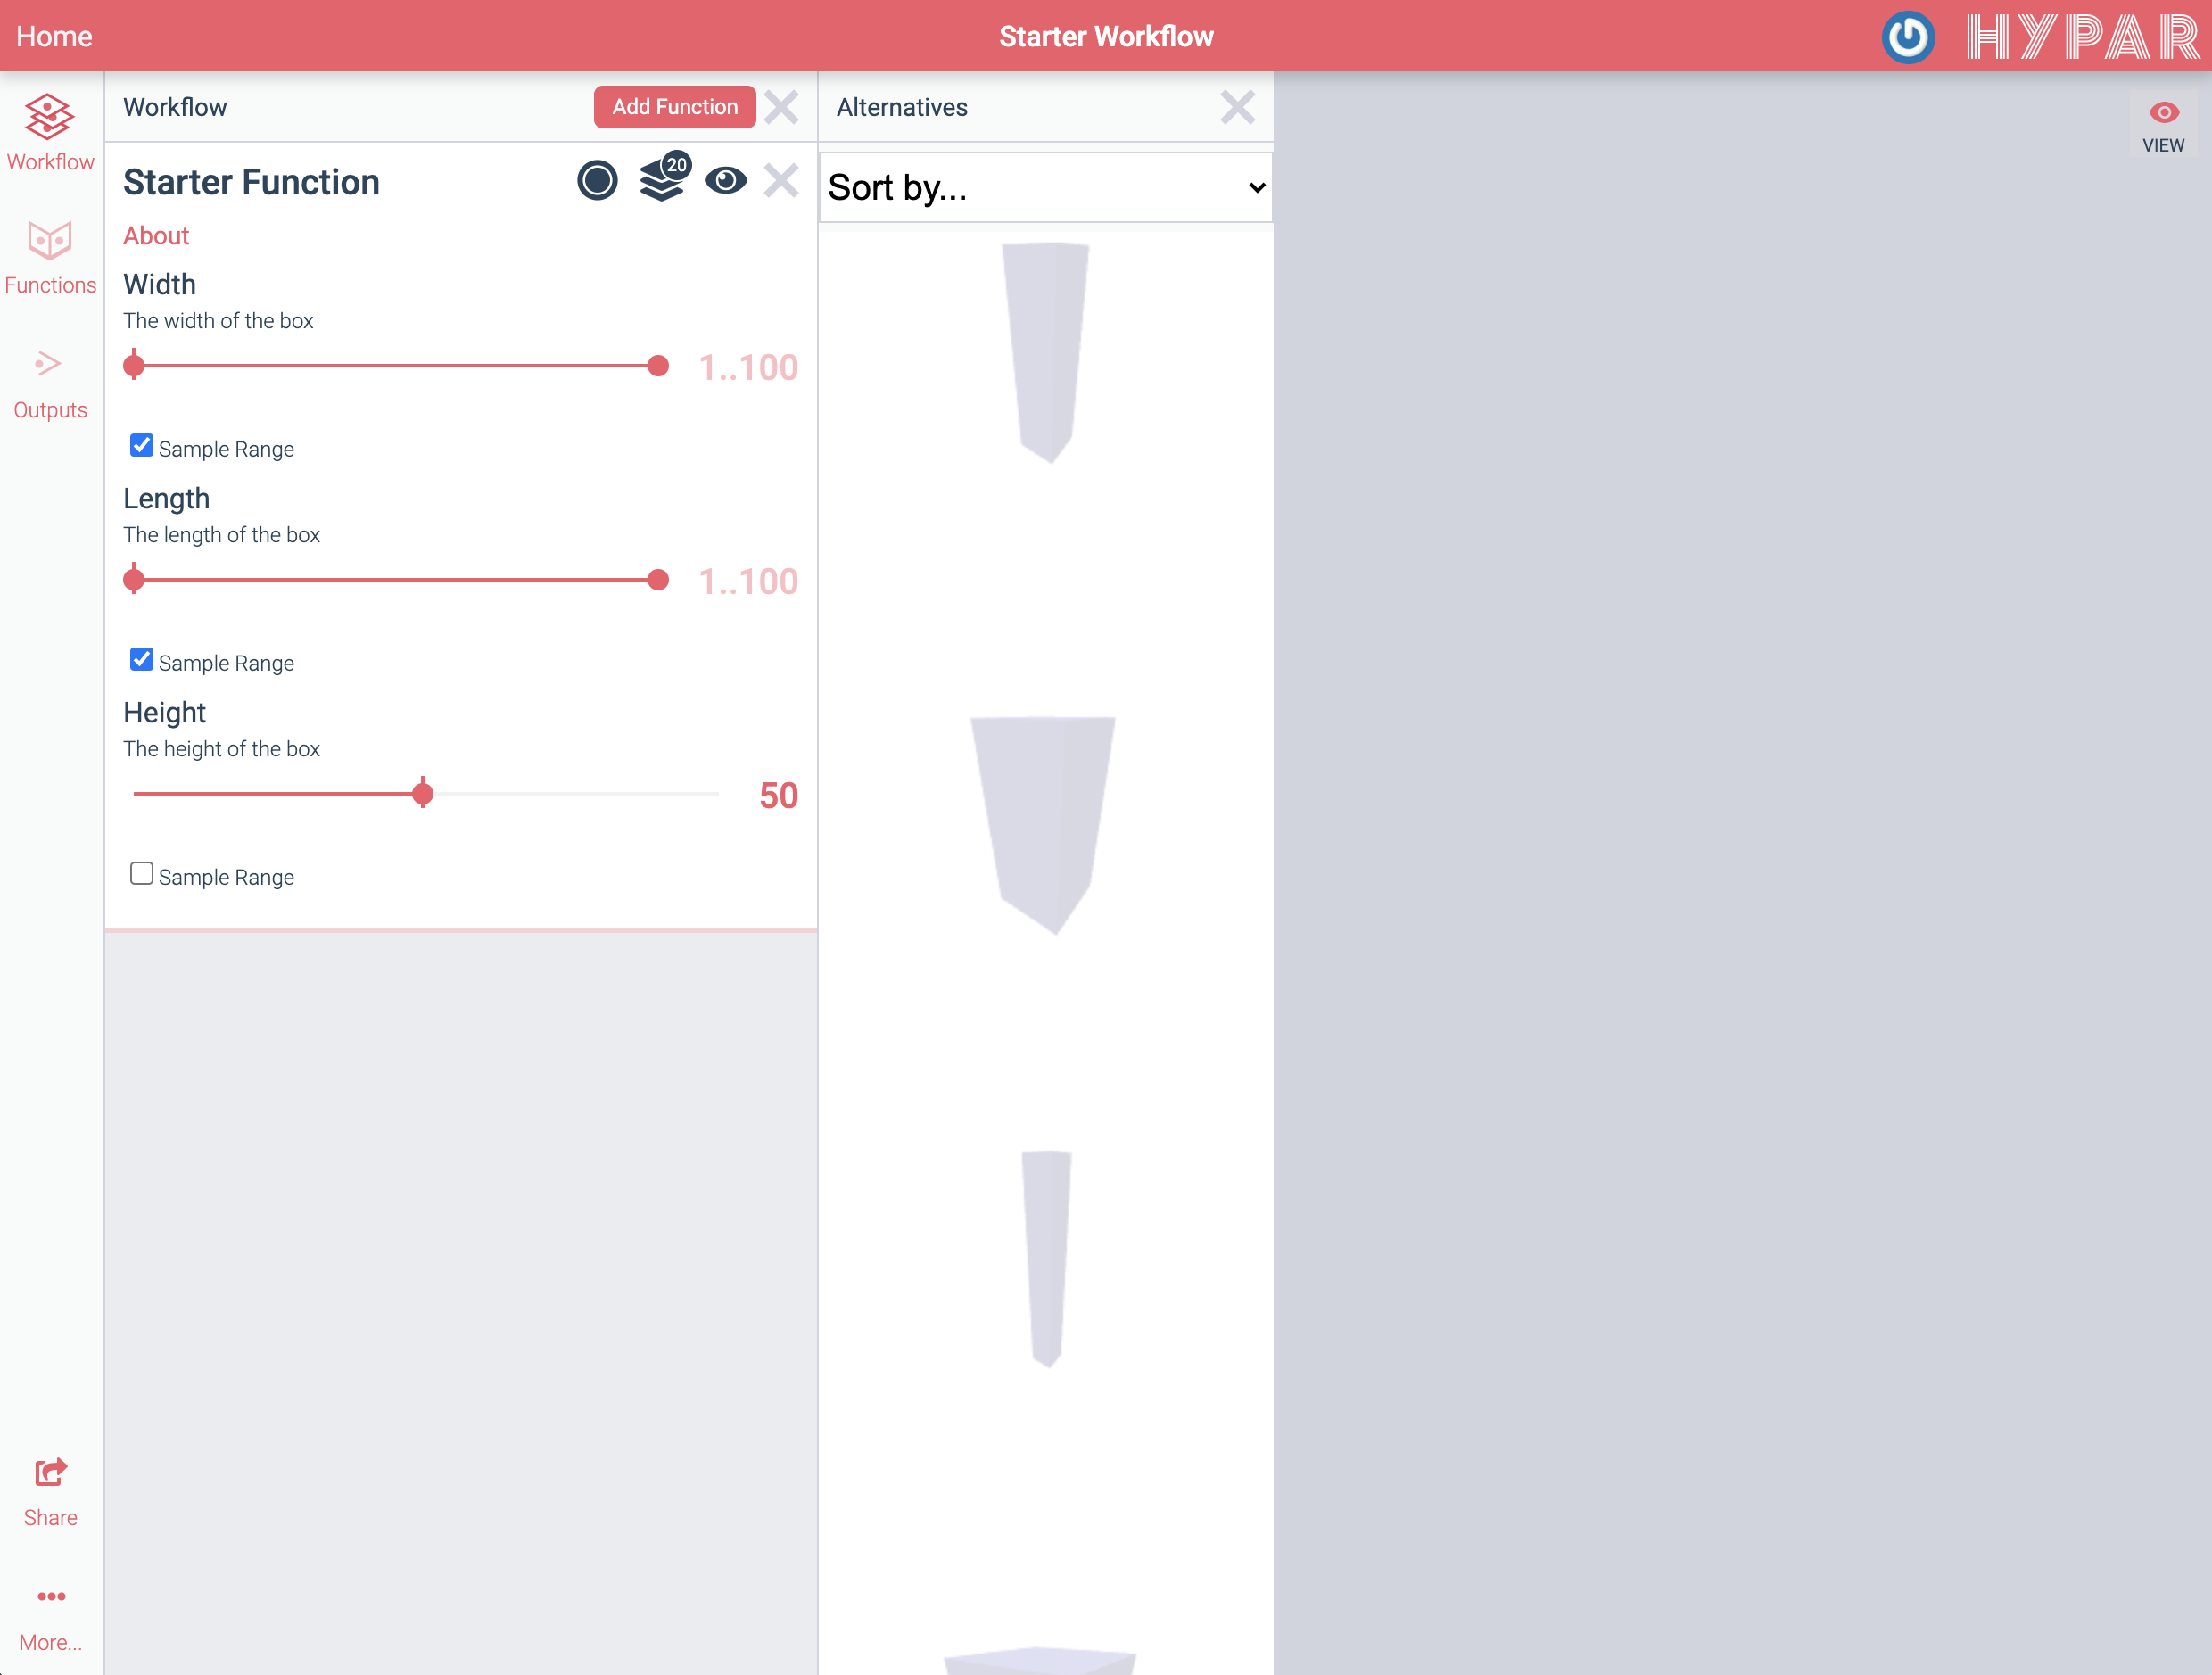 Home
Starter Workflow
HYPAR
Workflow
Functions
Outputs
Share
More...
Workflow
Add Function
Starter Function
20
About
Width
The width of the box
1..100
Sample Range
Length
The length of the box
1..100
Sample Range
Height
The height of the box
50
Sample Range
Alternatives
Sort by...
VIEW